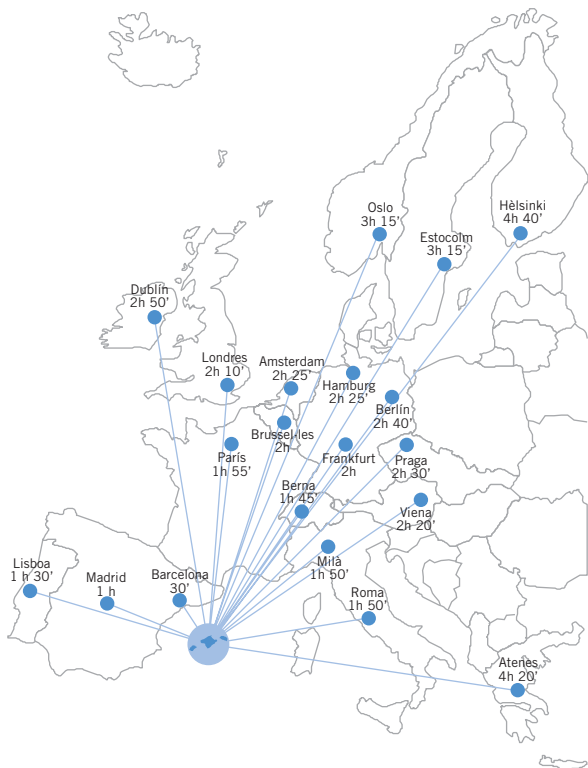 Oslo
3h 15’
Hèlsinki
4h 40’
Estocolm
3h 15’
Dublín
2h 50’
Londres
2h 10’
Amsterdam
2h 25’
Hamburg
2h 25’
Berlín
2h 40’
Brussel·les
2h
París
1h 55’
Frankfurt
2h
Praga
2h 30’
Berna
1h 45’
Viena
2h 20’
Milà
1h 50’
Lisboa
1 h 30’
Madrid
1 h
Barcelona
30’
Roma
1h 50’
Atenes
4h 20’